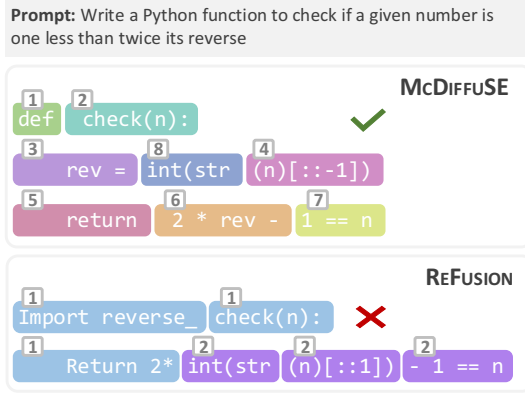 Prompt: Write a Python function to check if a given number is
one less than twice its reverse
MCDIFFUSE
1 2
def check(n):
3 8 4
rev = int(str (n)[::-1])
5 6 7
return 2 * rev - 1 == n
REFUSION
1 1
Import reverse_ check(n):
1 2 2 2
Return 2* int(str (n)[::1]) - 1 == n